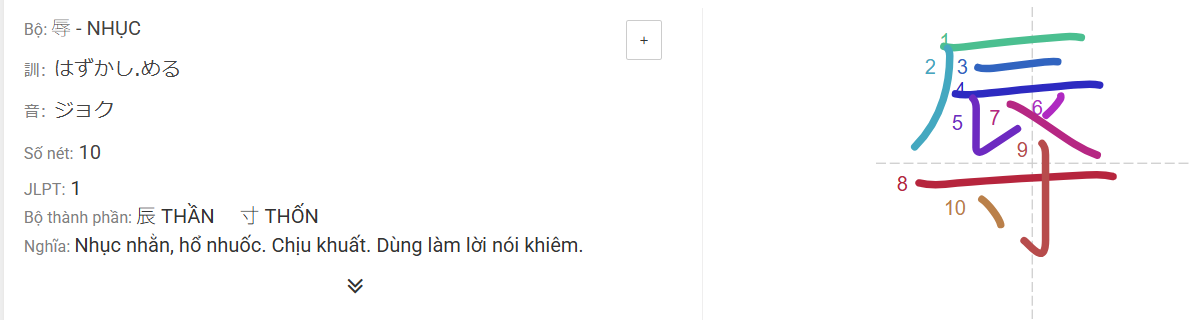 Bộ: 辱 - NHỤC
+
訓: はずかし.める
音: ジョク
Số nét: 10
JLPT: 1
Bộ thành phần: 辰 THẦN 寸 THỐN
Nghĩa: Nhục nhằn, hổ nhuốc. Chịu khuất. Dùng làm lời nói khiêm.
1
2 3
4
5 7 6
9
8
10